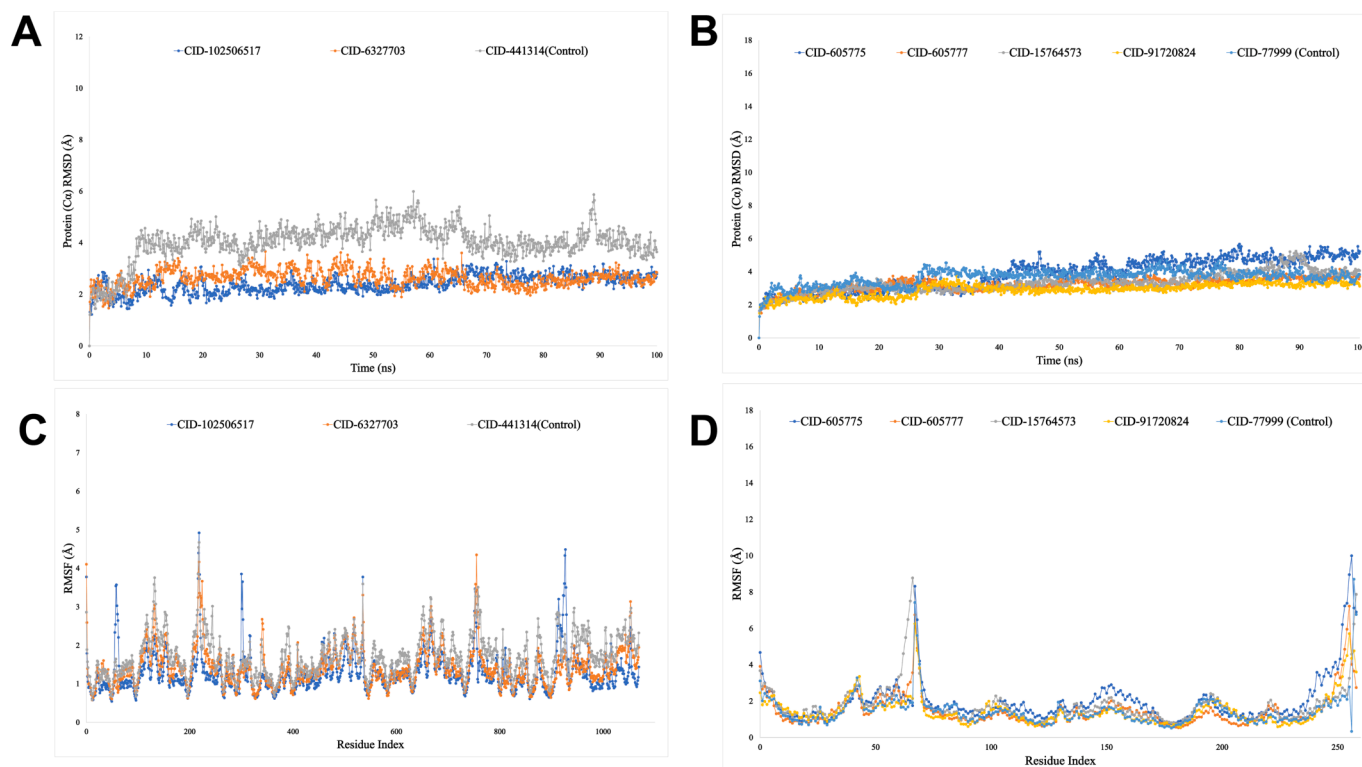 A
CID-102506517 CID-6327703 CID-441314(Control)
Protein (Cα) RMSD (Å)
12
10
8
6
4
2
0
0 10 20 30 40 50 60 70 80 90 100
Time (ns)
B
CID-605775 CID-605777 CID-15764573 CID-91720824 CID-77999 (Control)
Protein (Cα) RMSD (Å)
18
16
14
12
10
8
6
4
2
0
0 10 20 30 40 50 60 70 80 90 100
Time (ns)
C
CID-102506517 CID-6327703 CID-441314(Control)
RMSF (Å)
8
7
6
5
4
3
2
1
0
0 200 400 600 800 1000
Residue Index
D
CID-605775 CID-605777 CID-15764573 CID-91720824 CID-77999 (Control)
RMSF (Å)
18
16
14
12
10
8
6
4
2
0
0 50 100 150 200 250
Residue Index